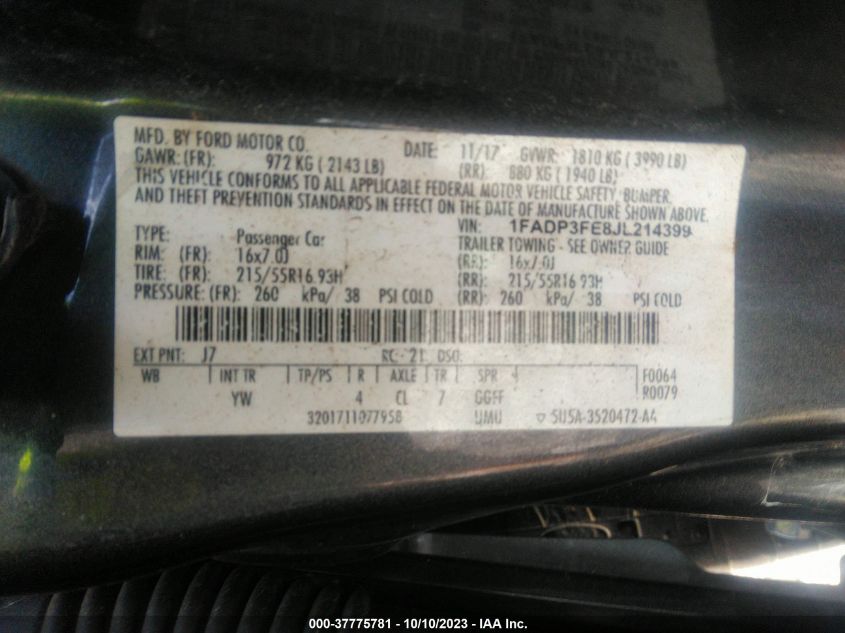 MFD. BY FORD MOTOR CO. DATE: 11/17 GVWR: 1810 KG ( 3990 LB)
GAWR: (FR): 972 KG ( 2143 LB) (RR): 880 KG ( 1940 LB)
THIS VEHICLE CONFORMS TO ALL APPLICABLE FEDERAL MOTOR VEHICLE SAFETY, BUMPER,
AND THEFT PREVENTION STANDARDS IN EFFECT ON THE DATE OF MANUFACTURE SHOWN ABOVE.
VIN: 1FADP3FE8JL214399
TYPE: Passenger Car TRAILER TOWING - SEE OWNER GUIDE
RIM: (FR): 16x7.0J (RR): 16x7.0J
TIRE: (FR): 215/55R16 93H (RR): 215/55R16 93H
PRESSURE: (FR): 260 kPa/ 38 PSI COLD (RR): 260 kPa/ 38 PSI COLD
EXT PNT: J7 RC: 21 DSO:
WB INT TR TP/PS R AXLE TR SPR F0064
YW 4 CL 7 GGFF R0079
3201711077958 UMU ▽ 5U5A-3520472-AA
000-37775781 - 10/10/2023 - IAA Inc.